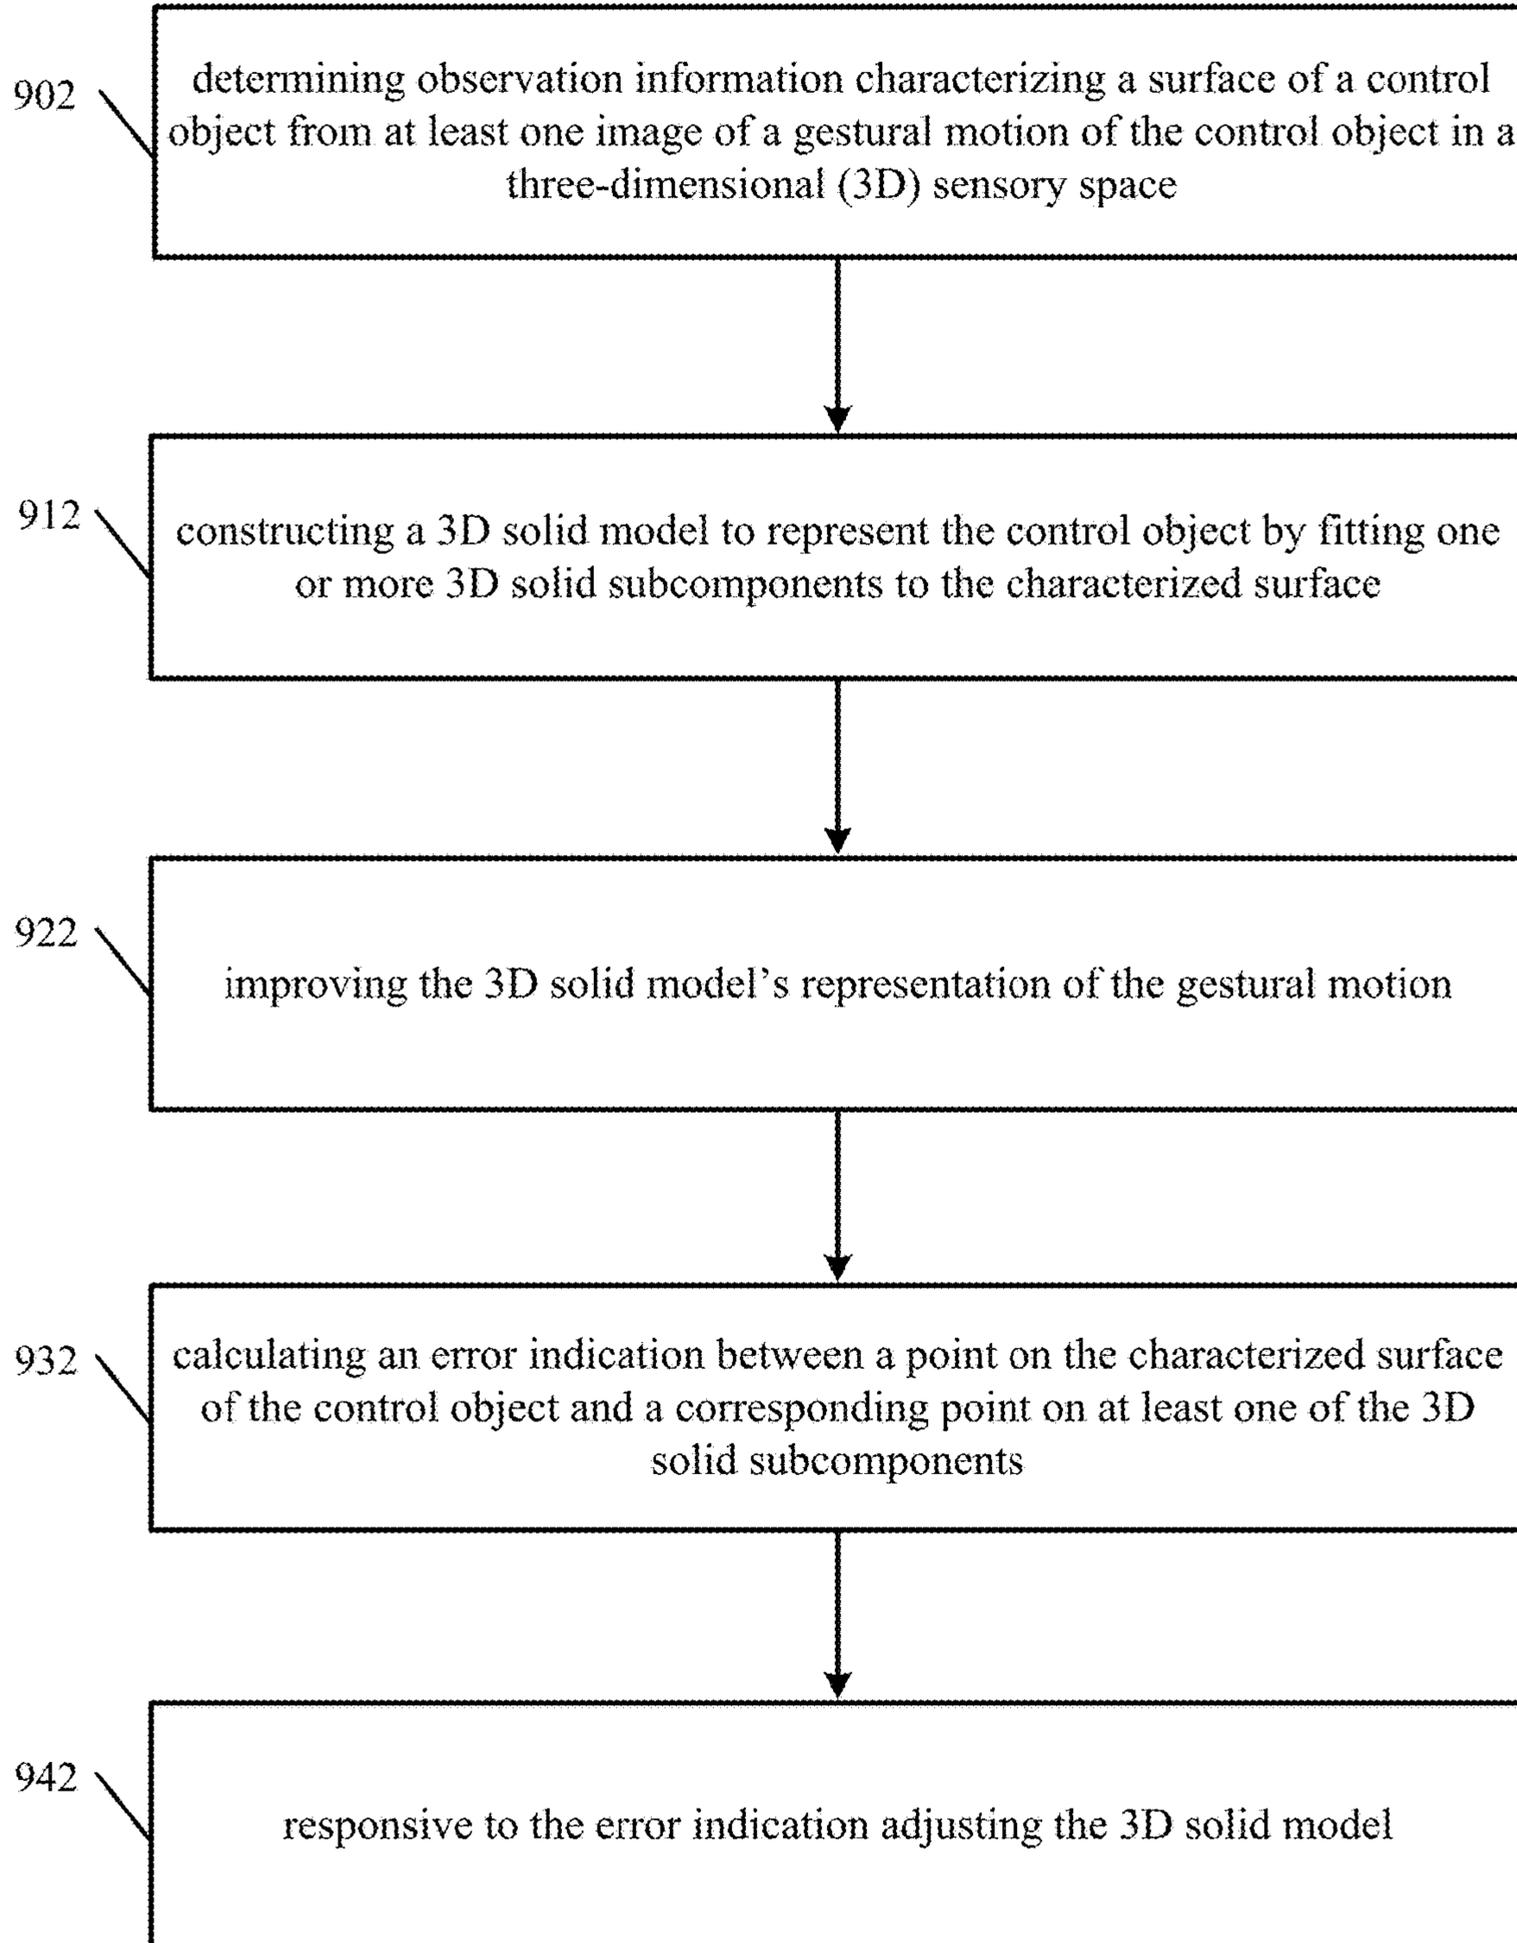 902
determining observation information characterizing a surface of a control
object from at least one image of a gestural motion of the control object in a
three-dimensional (3D) sensory space
912
constructing a 3D solid model to represent the control object by fitting one
or more 3D solid subcomponents to the characterized surface
922
improving the 3D solid model's representation of the gestural motion
932
calculating an error indication between a point on the characterized surface
of the control object and a corresponding point on at least one of the 3D
solid subcomponents
942
responsive to the error indication adjusting the 3D solid model